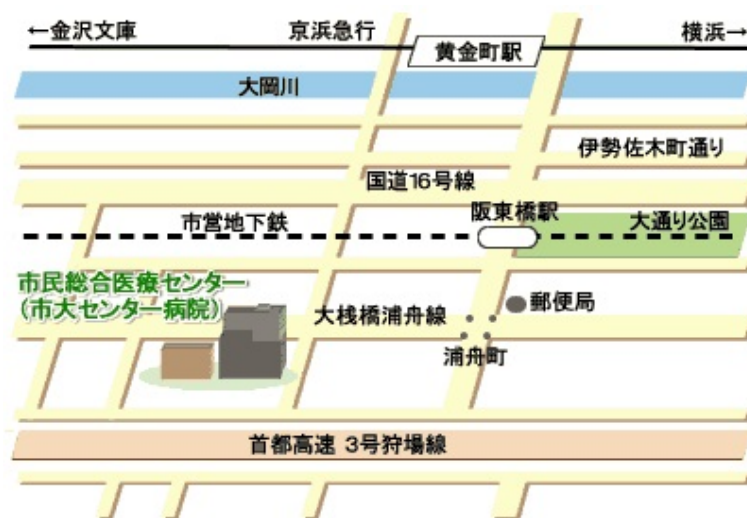 ←金沢文庫
京浜急行
黄金町駅
横浜→
大岡川
伊勢佐木町通り
国道16号線
市営地下鉄
阪東橋駅
大通り公園
市民総合医療センター
（市大センター病院）
大桟橋浦舟線
郵便局
浦舟町
首都高速 3号狩場線